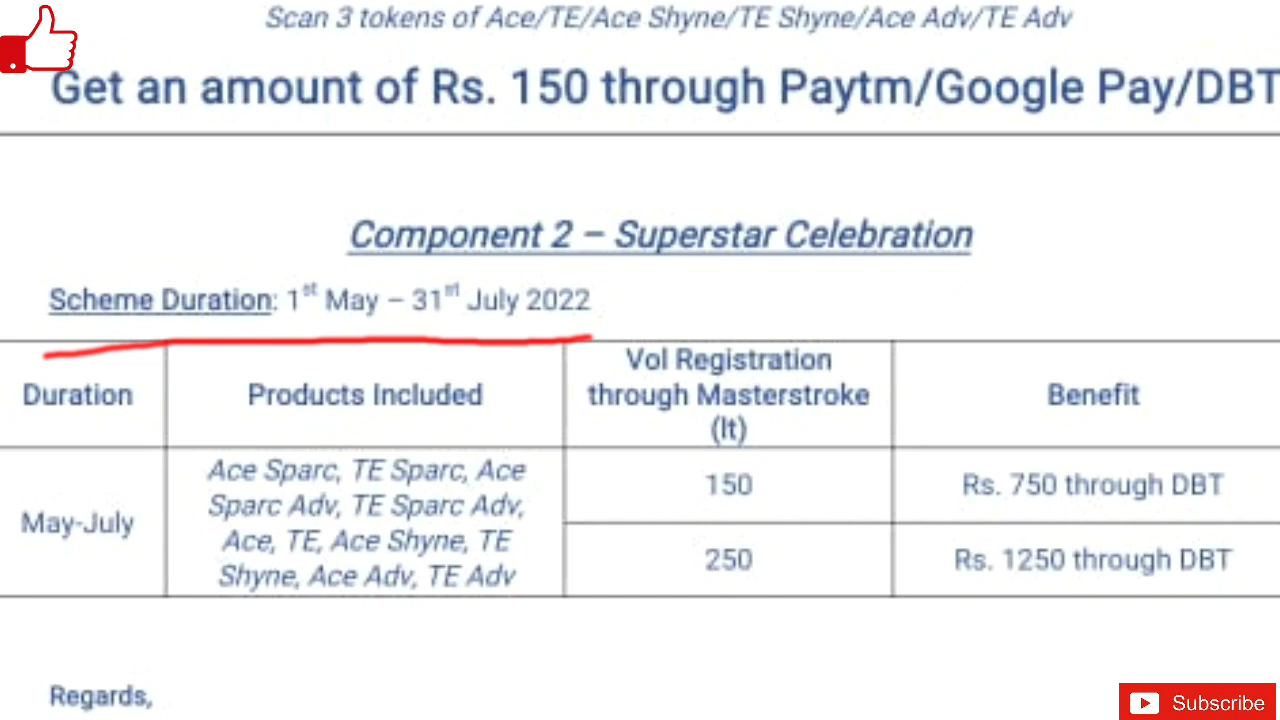 Scan 3 tokens of Ace/TE/Ace Shyne/TE Shyne/Ace Adv/TE Adv
Get an amount of Rs. 150 through Paytm/Google Pay/DBT
Component 2 – Superstar Celebration
Scheme Duration: 1st May – 31st July 2022
Duration
Products Included
Vol Registration
through Masterstroke
(lt)
Benefit
May-July
Ace Sparc, TE Sparc, Ace
Sparc Adv, TE Sparc Adv,
Ace, TE, Ace Shyne, TE
Shyne, Ace Adv, TE Adv
150
Rs. 750 through DBT
250
Rs. 1250 through DBT
Regards,
Subscribe